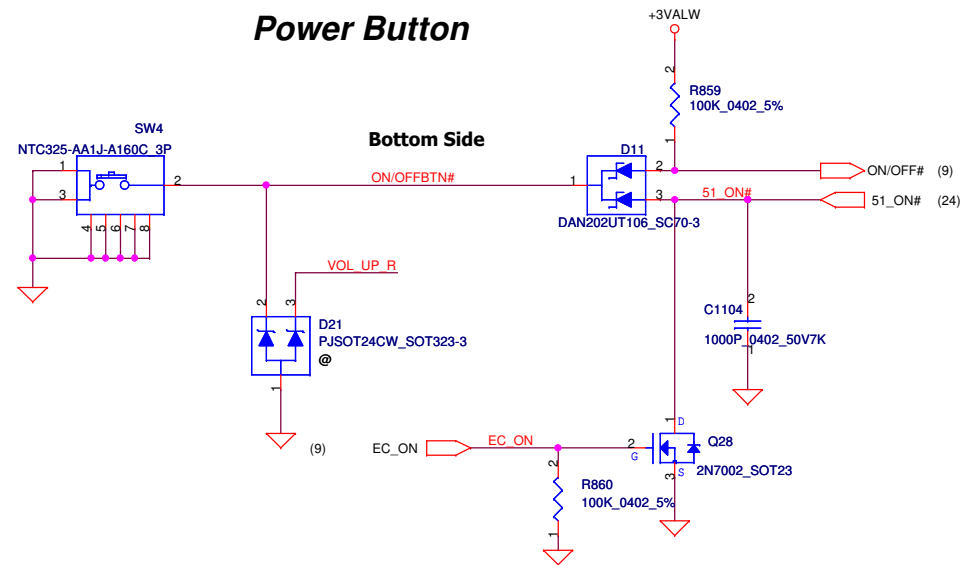 Power Button
+3VALW
2
R859
100K_0402_5%
1
SW4
NTC325-AA1J-A160C_3P
Bottom Side
D11
1
2
ON/OFFBTN#
1
2
ON/OFF# (9)
3
3
51_ON#
51_ON# (24)
4
5
6
7
8
DAN202UT106_SC70-3
VOL_UP_R
2
3
D21
PJSOT24CW_SOT323-3
@
1
C1104
2
1000P_0402_50V7K
1
(9)
EC_ON
EC_ON
2
G
1
D
Q28
2N7002_SOT23
S
3
2
R860
100K_0402_5%
1